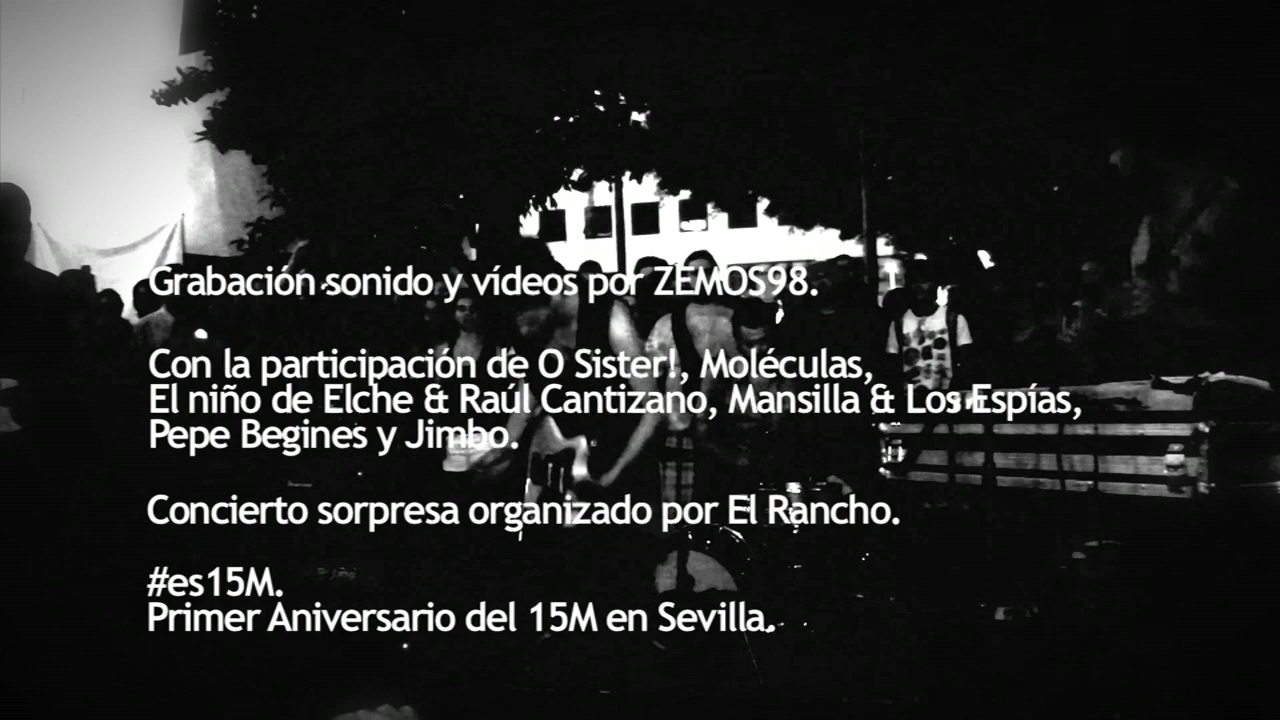 Grabación sonido y vídeos por ZEMOS98.
Con la participación de O Sister!, Moléculas,
El niño de Elche & Raúl Cantizano, Mansilla & Los Espías,
Pepe Begines y Jimbo.
Concierto sorpresa organizado por El Rancho.
#es15M.
Primer Aniversario del 15M en Sevilla.